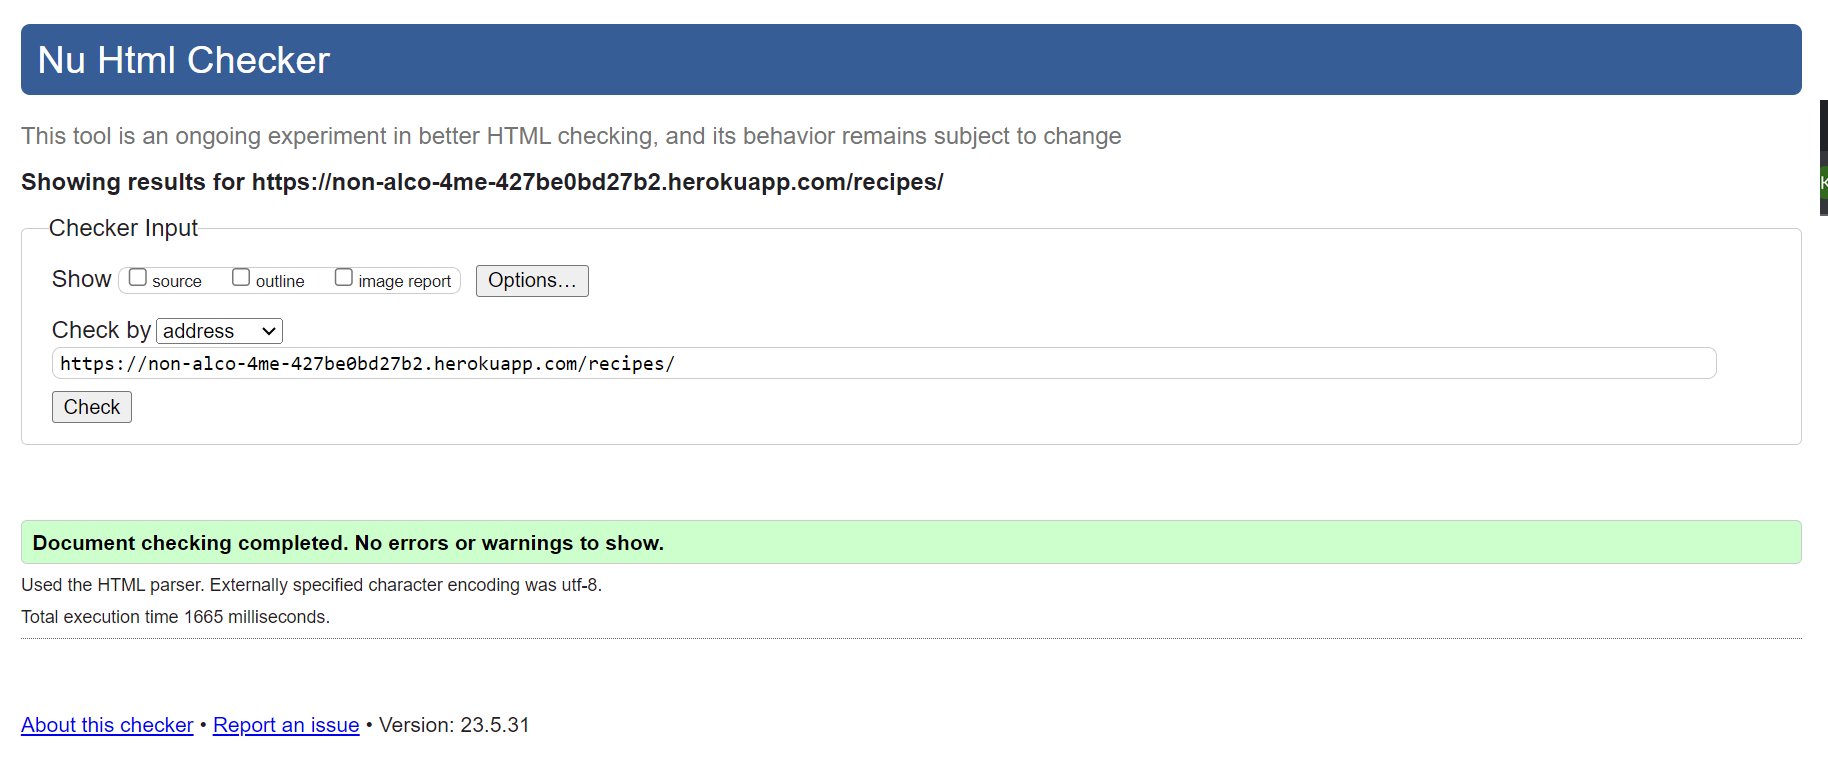 Nu Html Checker
This tool is an ongoing experiment in better HTML checking, and its behavior remains subject to change
Showing results for https://non-alco-4me-427be0bd27b2.herokuapp.com/recipes/
Checker Input
Show source outline image report Options...
Check by address
https://non-alco-4me-427be0bd27b2.herokuapp.com/recipes/
Check
Document checking completed. No errors or warnings to show.
Used the HTML parser. Externally specified character encoding was utf-8.
Total execution time 1665 milliseconds.
About this checker • Report an issue • Version: 23.5.31